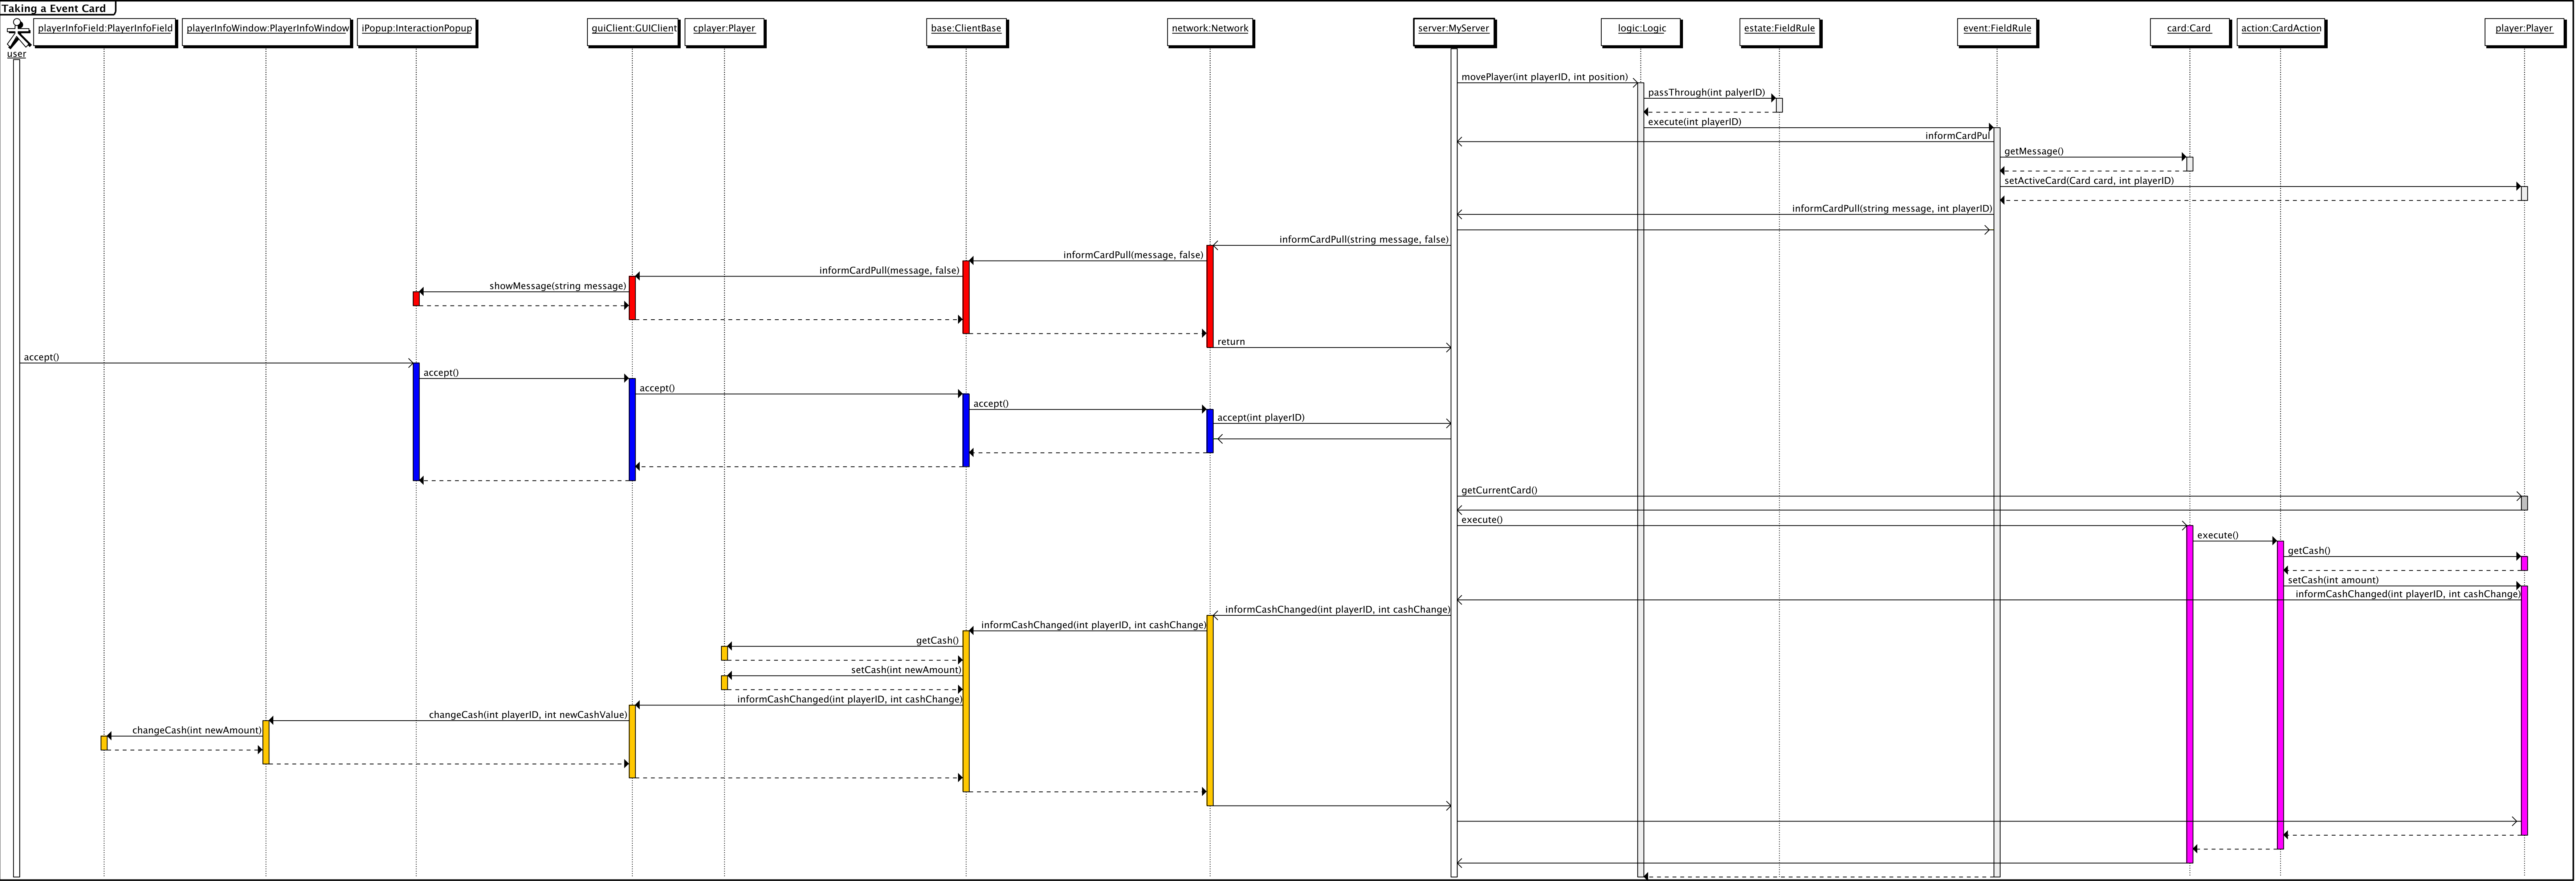 Taking a Event Card
user
playerInfoField:PlayerInfoField
playerInfoWindow:PlayerInfoWindow
iPopup:InteractionPopup
guiClient:GUIClient
cplayer:Player
base:ClientBase
network:Network
server:MyServer
logic:Logic
estate:FieldRule
event:FieldRule
card:Card
action:CardAction
player:Player
movePlayer(int playerID, int position)
passThrough(int palyerID)
execute(int playerID)
informCardPul
getMessage()
setActiveCard(Card card, int playerID)
informCardPull(string message, int playerID)
informCardPull(string message, false)
informCardPull(message, false)
informCardPull(message, false)
showMessage(string message)
return
accept()
accept()
accept()
accept()
accept(int playerID)
getCurrentCard()
execute()
execute()
getCash()
setCash(int amount)
informCashChanged(int playerID, int cashChange)
informCashChanged(int playerID, int cashChange)
informCashChanged(int playerID, int cashChange)
getCash()
setCash(int newAmount)
informCashChanged(int playerID, int cashChange)
changeCash(int playerID, int newCashValue)
changeCash(int newAmount)